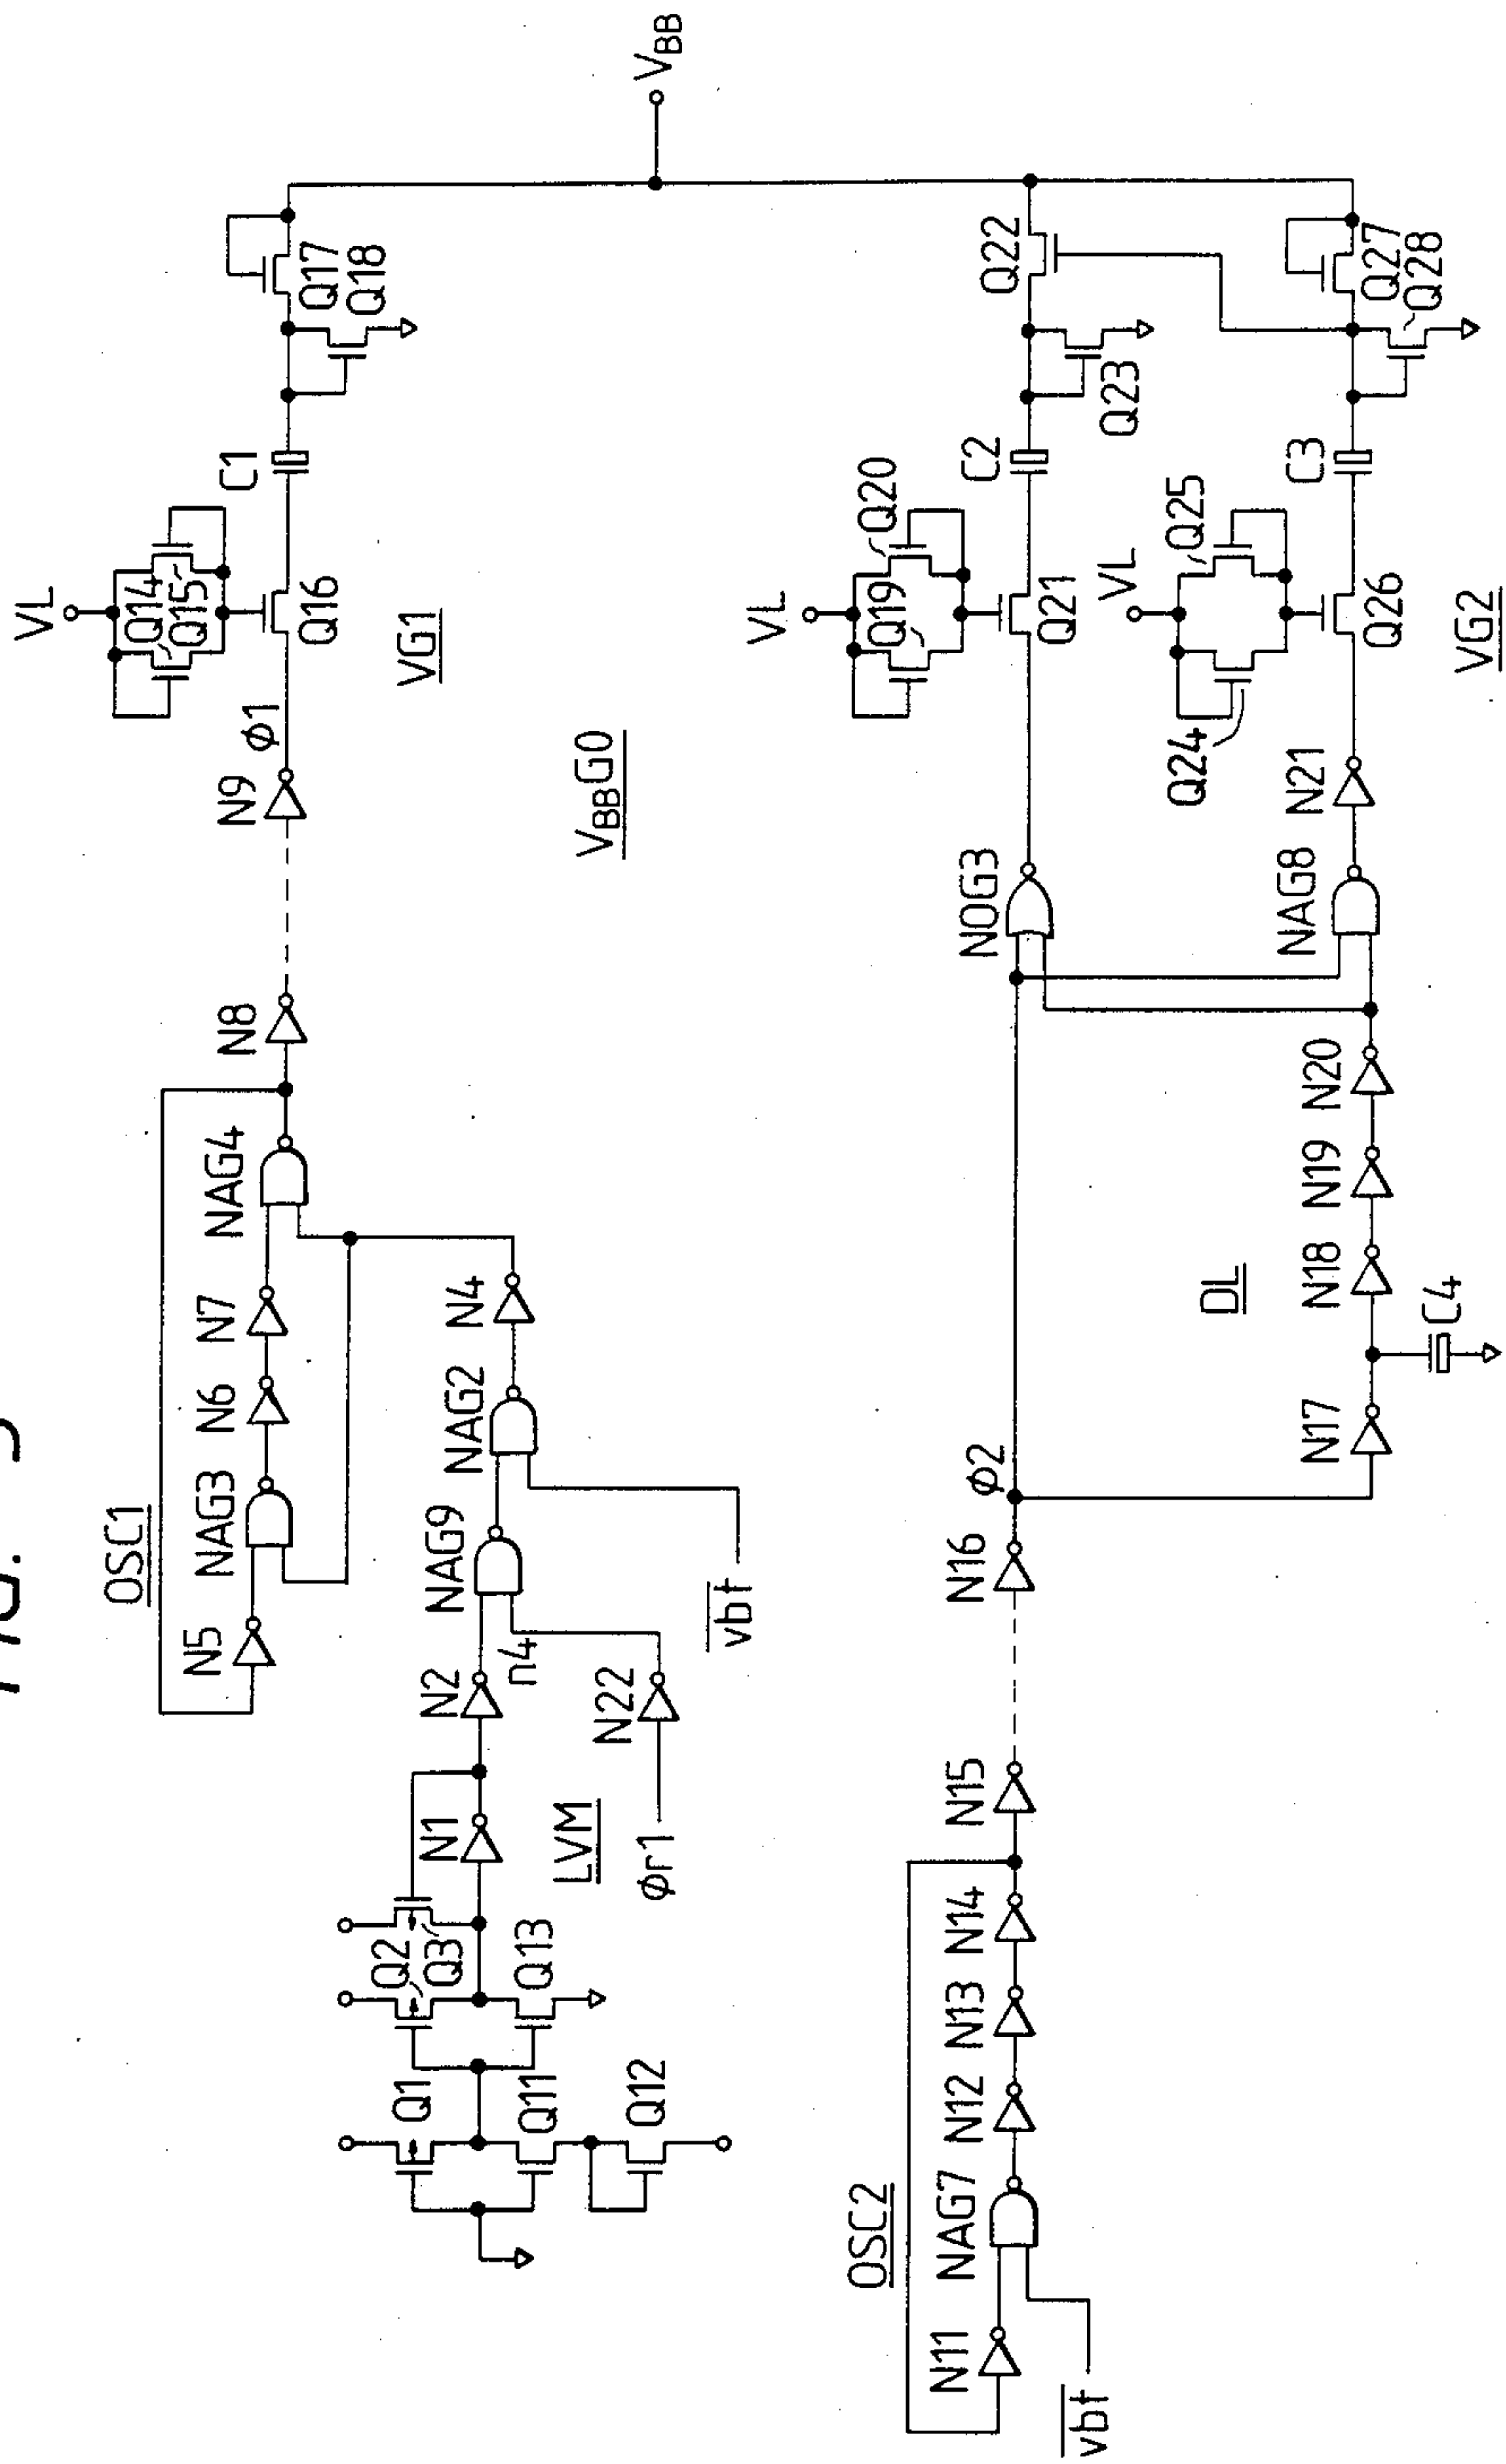 OSC1
N5
NAG3
N6
N7
NAG4
N8
N9
φ1
VL
Q14
Q15
Q16
C1
Q17
Q18
VG1
Q1
Q2
Q3
Q11
Q12
Q13
N1
N2
n4
LVM
φr1
N22
NAG9
NAG2
N4
vbt
VBBG0
VBB
OSC2
N11
NAG7
N12
N13
N14
N15
N16
φ2
vbt
NOG3
VL
Q19
Q20
Q21
C2
Q22
Q23
DL
N17
C4
N18
N19
N20
NAG8
N21
VL
Q24
Q25
Q26
C3
Q27
Q28
VG2